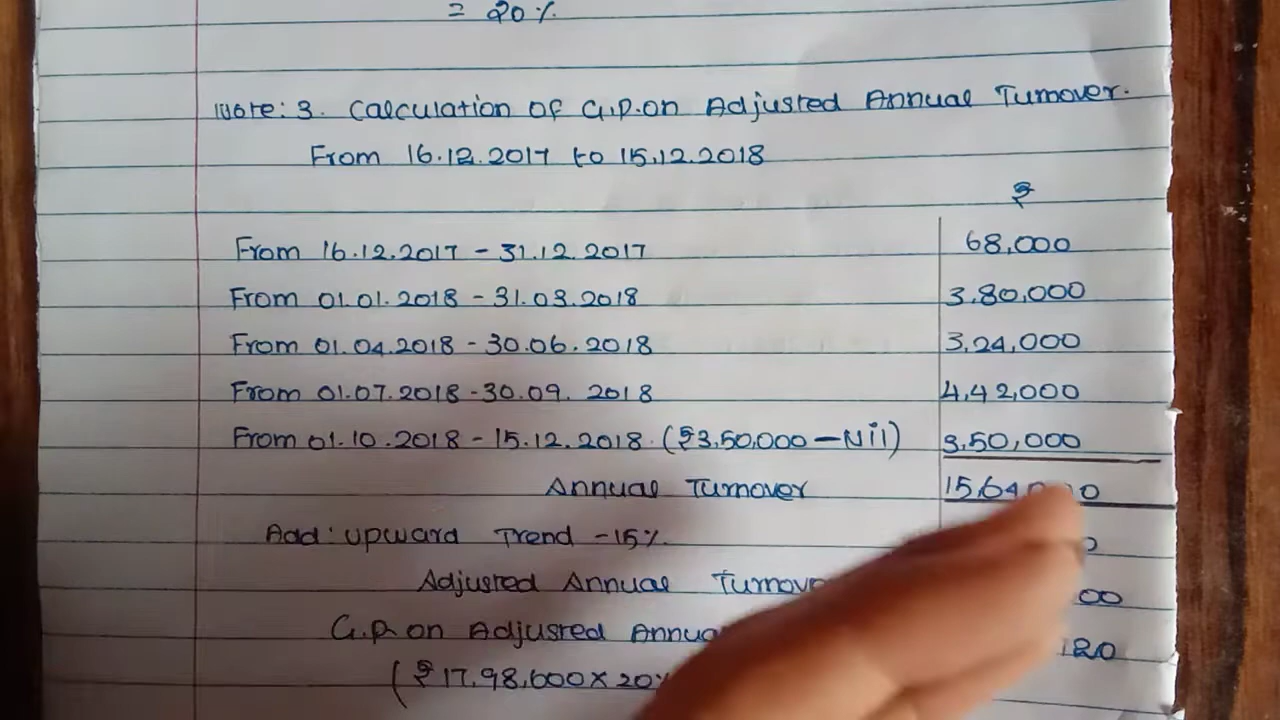 = 20%
Note: 3. Calculation of G.P. on Adjusted Annual Turnover.
From 16.12.2017 to 15.12.2018
₹
From 16.12.2017 - 31.12.2017 68,000
From 01.01.2018 - 31.03.2018 3,80,000
From 01.04.2018 - 30.06.2018 3,24,000
From 01.07.2018 - 30.09.2018 4,42,000
From 01.10.2018 - 15.12.2018 (₹3,50,000 - Nil) 3,50,000
Annual Turnover
Add: upward Trend - 15%
Adjusted Annual
G.P. on Adjusted
(₹17,98,600 × 20%